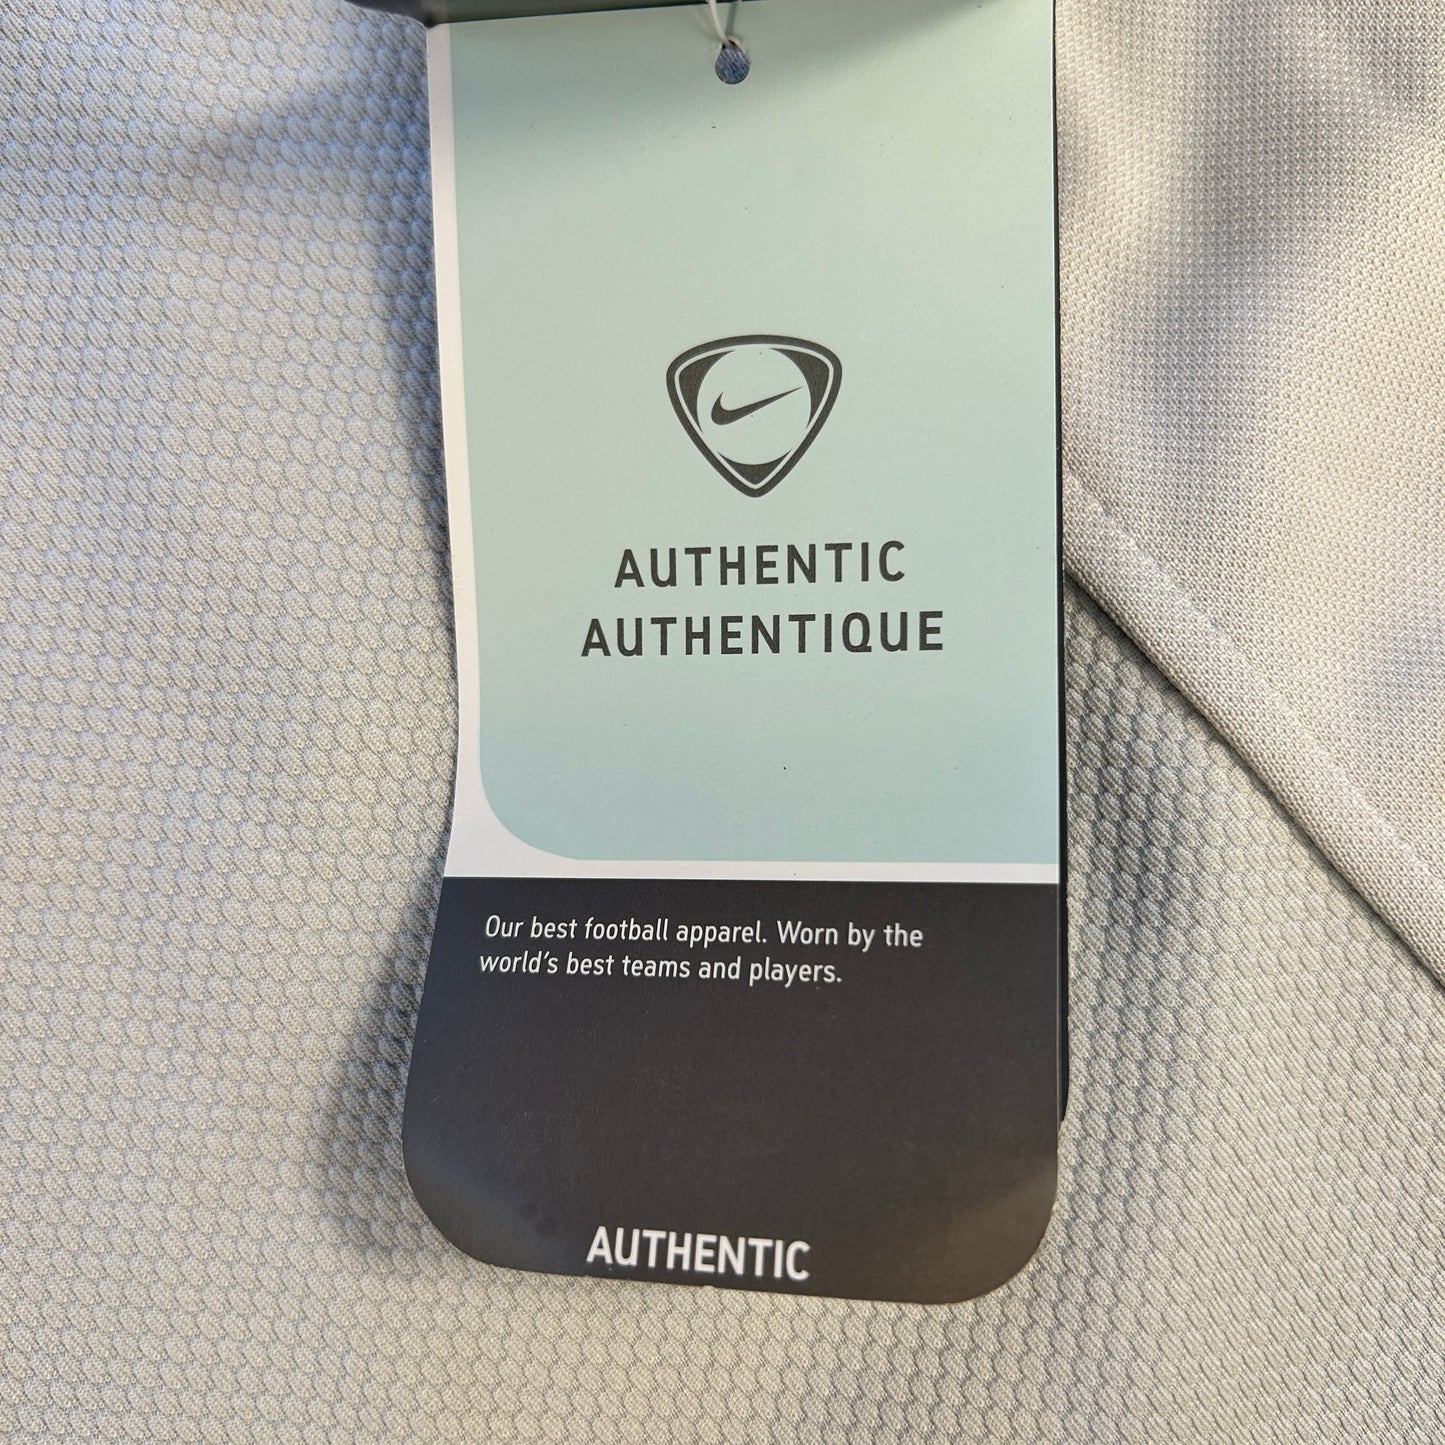 AUTHENTIC
AUTHENTIQUE
Our best football apparel. Worn by the
world's best teams and players.
AUTHENTIC